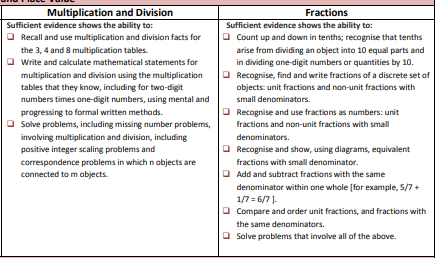 and Place Value
Multiplication and Division
Sufficient evidence shows the ability to:
Recall and use multiplication and division facts for
the 3, 4 and 8 multiplication tables.
Write and calculate mathematical statements for
multiplication and division using the multiplication
tables that they know, including for two-digit
numbers times one-digit numbers, using mental and
progressing to formal written methods.
Solve problems, including missing number problems,
involving multiplication and division, including
positive integer scaling problems and
correspondence problems in which n objects are
connected to m objects.
Fractions
Sufficient evidence shows the ability to:
Count up and down in tenths; recognise that tenths
arise from dividing an object into 10 equal parts and
in dividing one-digit numbers or quantities by 10.
Recognise, find and write fractions of a discrete set of
objects: unit fractions and non-unit fractions with
small denominators.
Recognise and use fractions as numbers: unit
fractions and non-unit fractions with small
denominators.
Recognise and show, using diagrams, equivalent
fractions with small denominator.
Add and subtract fractions with the same
denominator within one whole [for example, 5/7 +
1/7 = 6/7 ].
Compare and order unit fractions, and fractions with
the same denominators.
Solve problems that involve all of the above.